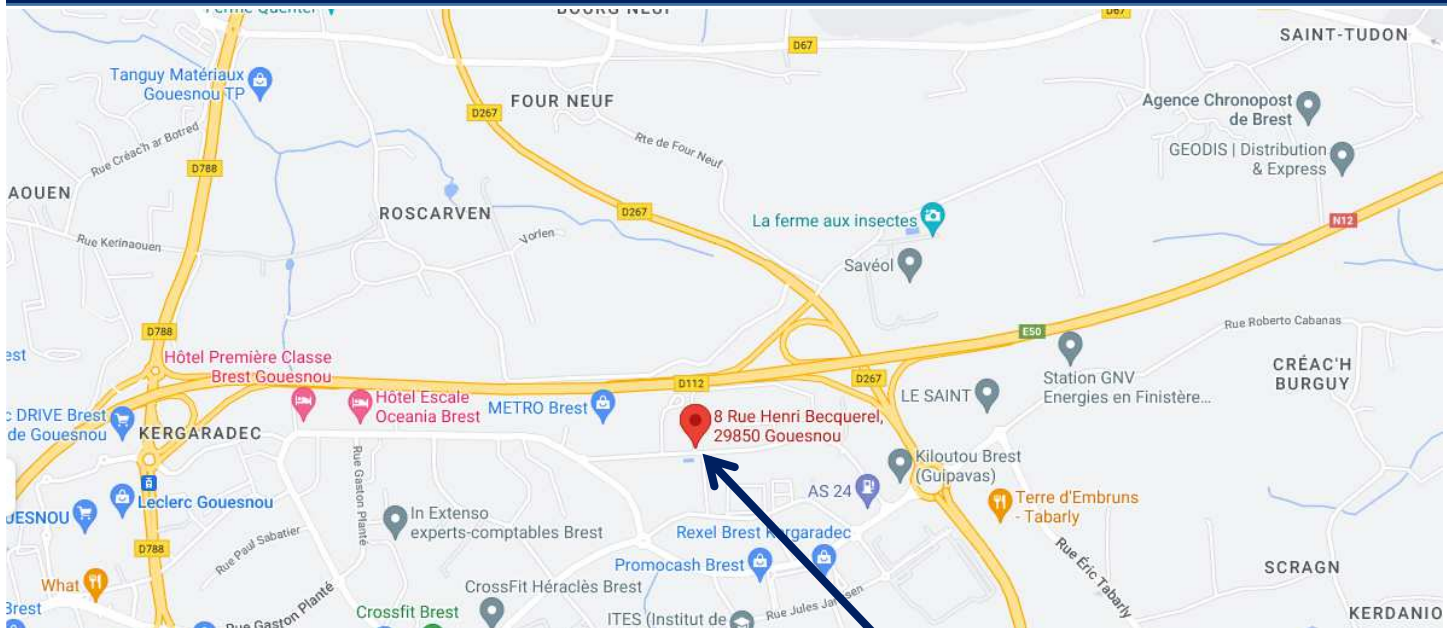 Ferme Quentel
BOURG NEUF
D67
D67
SAINT-TUDON
Tanguy Matériaux
Gouesnou TP
FOUR NEUF
D267
Agence Chronopost
de Brest
Rue Créac'h ar Botred
Rte de Four Neuf
GEODIS | Distribution
& Express
D788
AOUEN
ROSCARVEN
D267
La ferme aux insectes
N12
Rue Kerinaouen
Vorlen
Savéol
D788
E50
Rue Roberto Cabanas
est
Hôtel Première Classe
Brest Gouesnou
CRÉAC'H
BURGUY
D112
D267
Station GNV
Energies en Finistère...
Hôtel Escale
Oceania Brest
METRO Brest
LE SAINT
c DRIVE Brest
de Gouesnou
8 Rue Henri Becquerel,
29850 Gouesnou
KERGARADEC
Kiloutou Brest
(Guipavas)
Rue Gaston Planté
AS 24
Leclerc Gouesnou
Terre d'Embruns
- Tabarly
UESNOU
In Extenso
experts-comptables Brest
Rexel Brest Kergaradec
D788
Rue Paul Sabatier
Promocash Brest
Rue Éric Tabarly
SCRAGN
What
CrossFit Héraclès Brest
Brest
Rue Gaston Planté
Crossfit Brest
ITES (Institut de
Rue Jules Janssen
KERDANIO